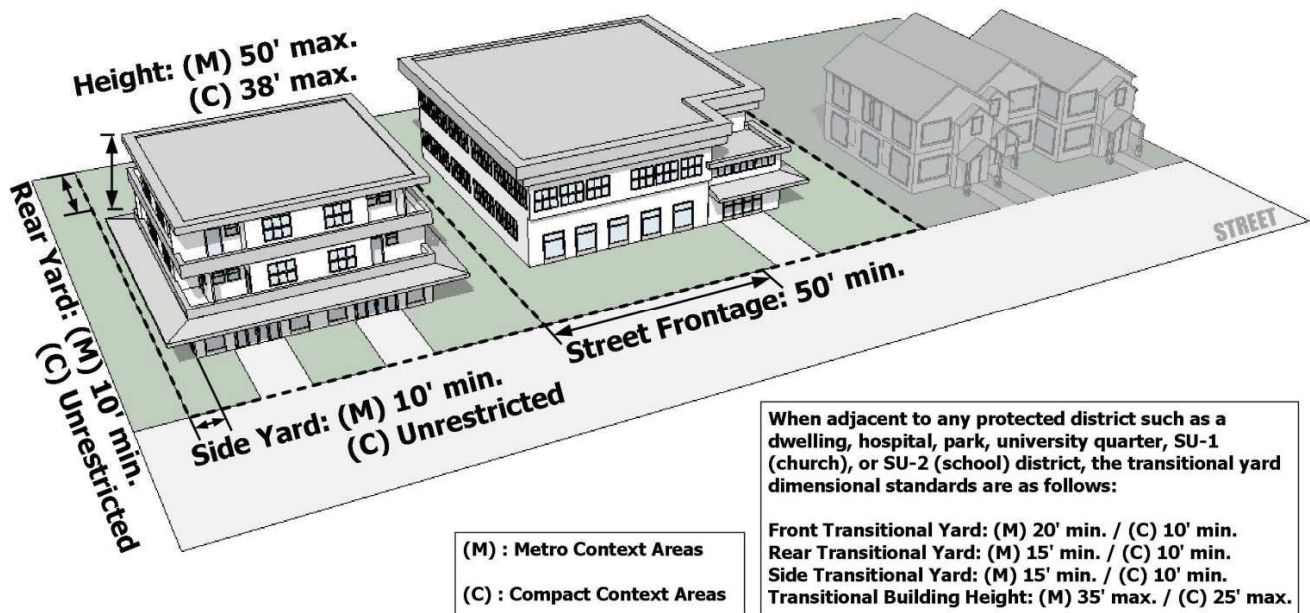 Height: (M) 50' max.
(C) 38' max.
Rear Yard: (M) 10' min.
(C) Unrestricted
Side Yard: (M) 10' min.
(C) Unrestricted
Street Frontage: 50' min.
STREET
(M) : Metro Context Areas
(C) : Compact Context Areas
When adjacent to any protected district such as a
dwelling, hospital, park, university quarter, SU-1
(church), or SU-2 (school) district, the transitional yard
dimensional standards are as follows:
Front Transitional Yard: (M) 20' min. / (C) 10' min.
Rear Transitional Yard: (M) 15' min. / (C) 10' min.
Side Transitional Yard: (M) 15' min. / (C) 10' min.
Transitional Building Height: (M) 35' max. / (C) 25' max.